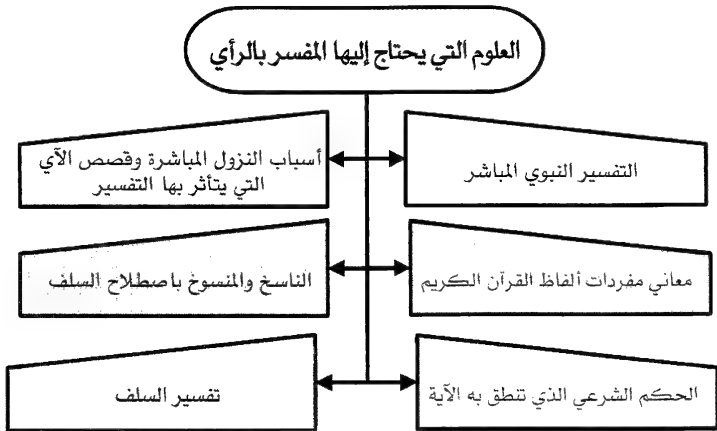 العلوم التي يحتاج إليها المفسر بالرأي
التفسير النبوي المباشر
أسباب النزول المباشرة وقصص الآي
التي يتأثر بها التفسير
معاني مفردات ألفاظ القرآن الكريم
الناسخ والمنسوخ باصطلاح السلف
الحكم الشرعي الذي تنطق به الآية
تفسير السلف